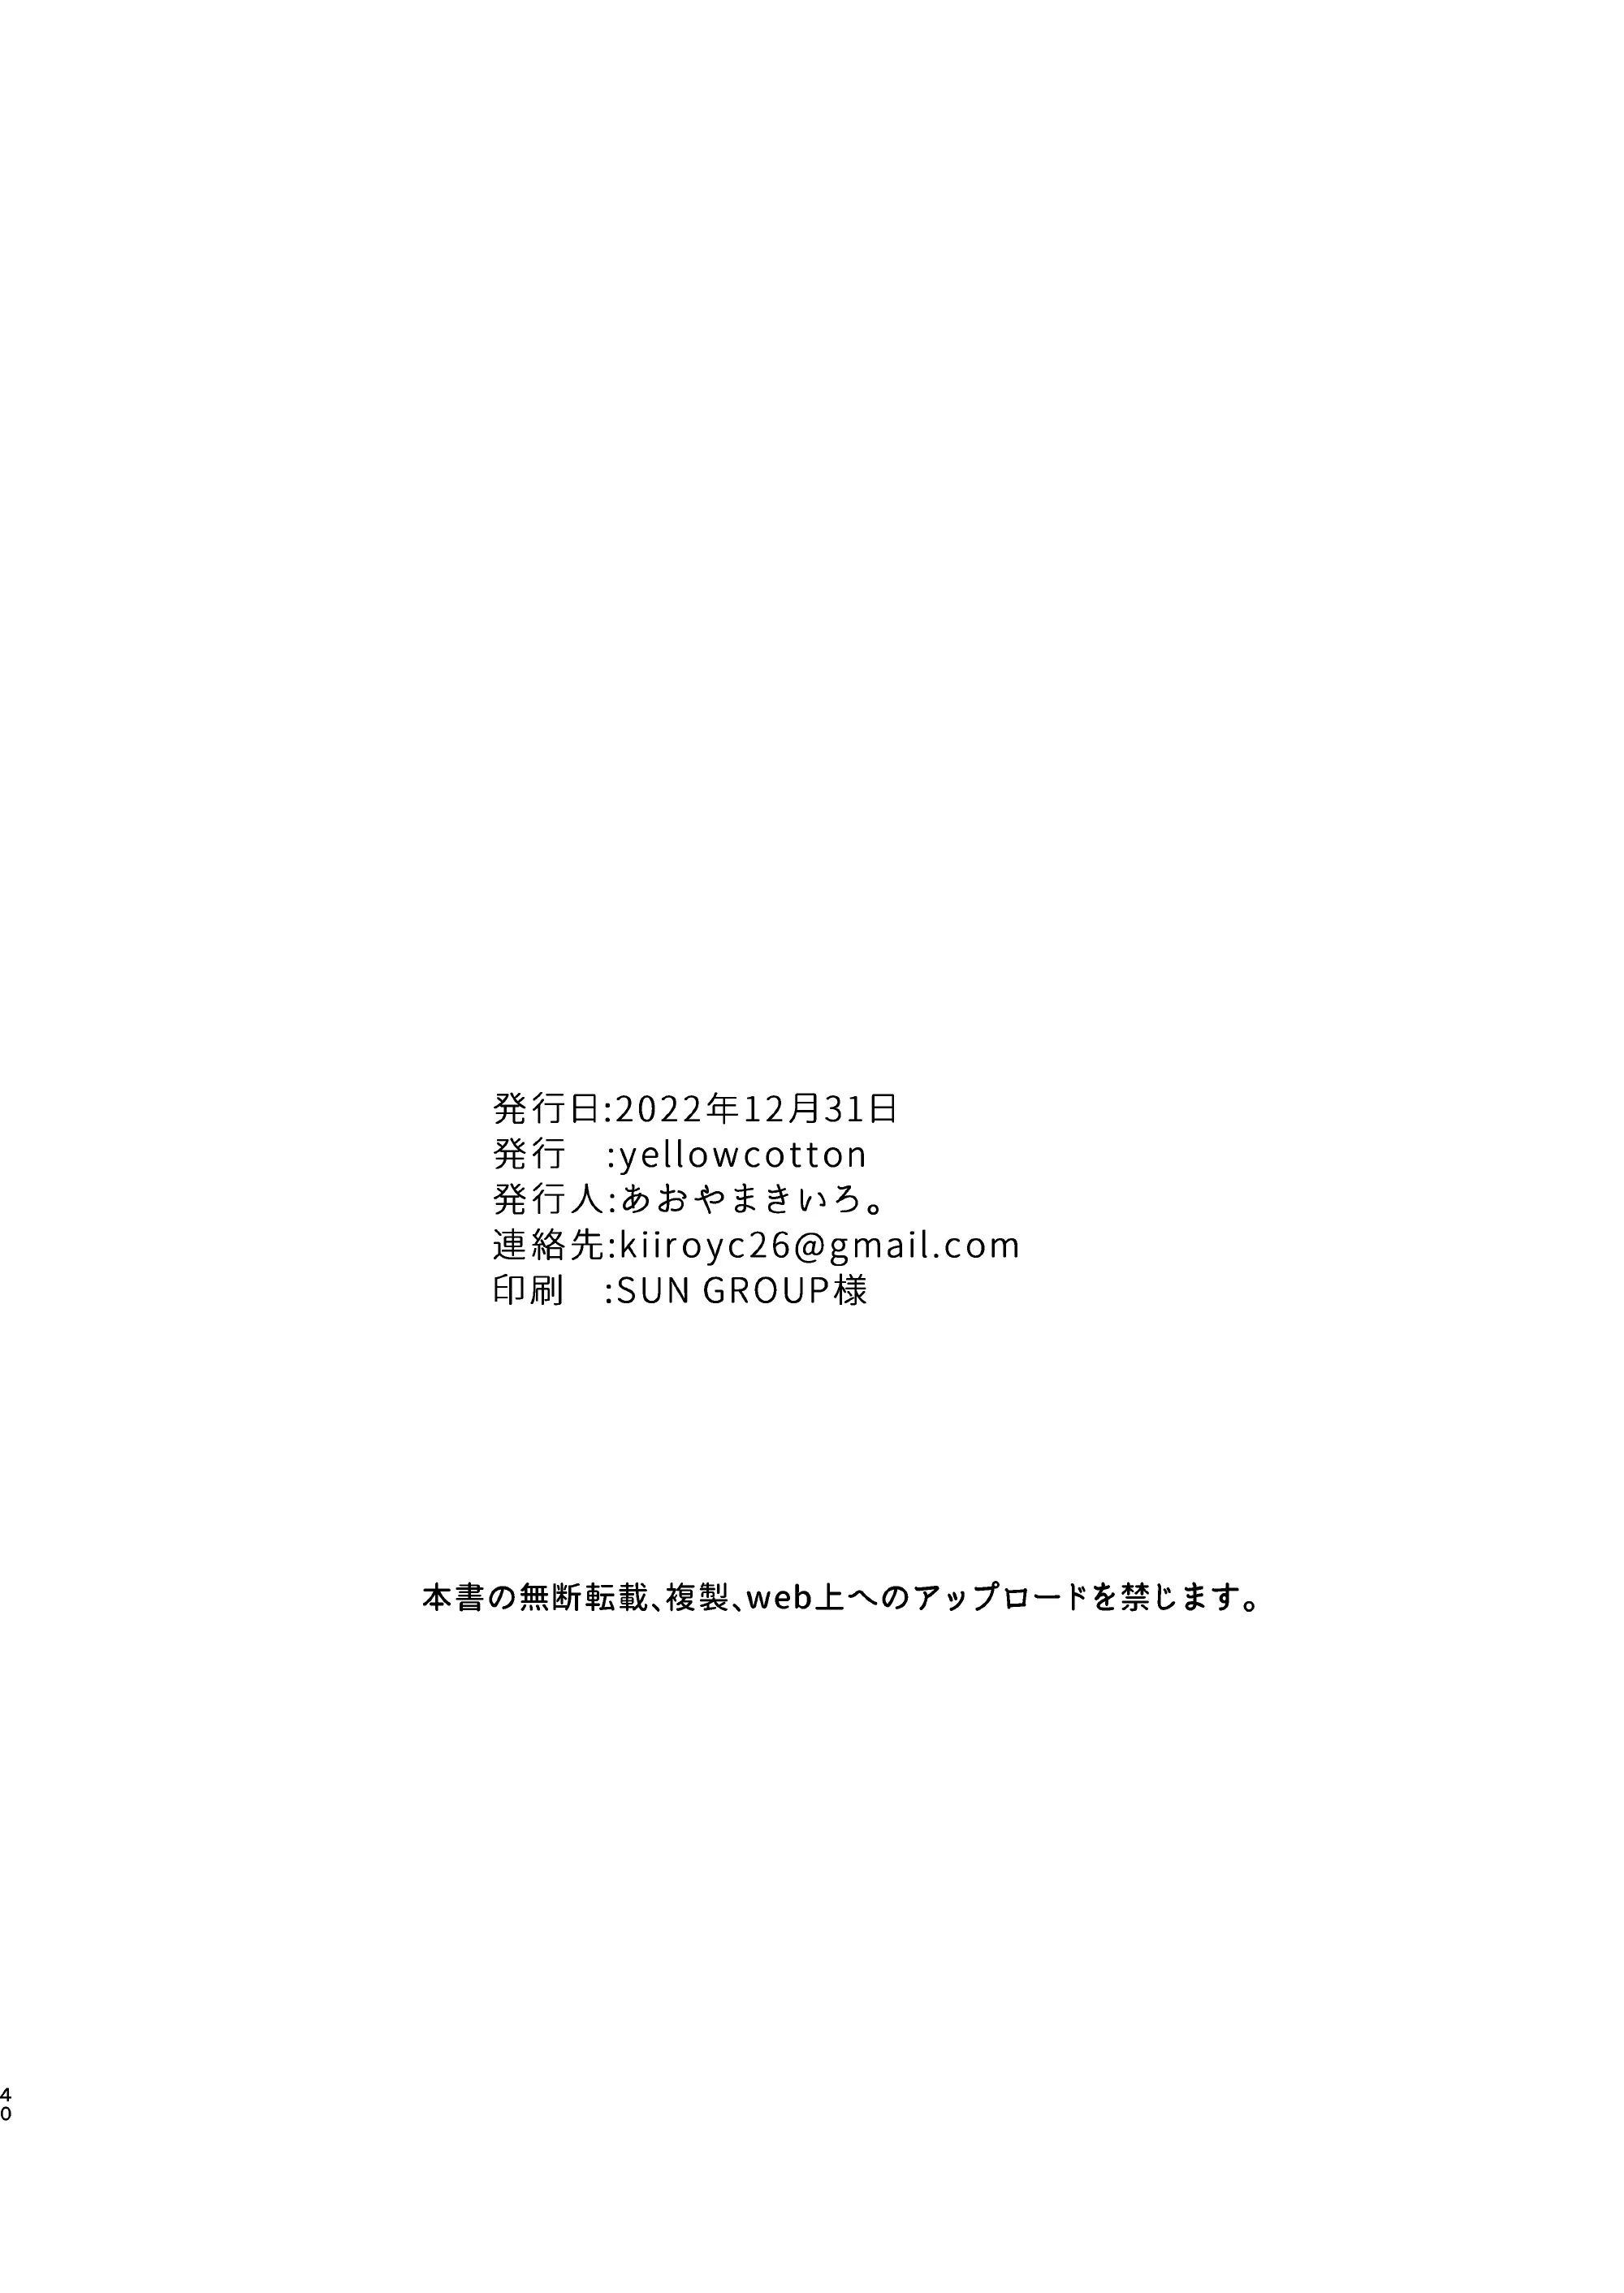 発行日:2022年12月31日
発行　:yellowcotton
発行人:あおやまきいろ。
連絡先:kiiroyc26@gmail.com
印刷　:SUN GROUP様
本書の無断転載、複製、web上へのアップロードを禁じます。
40